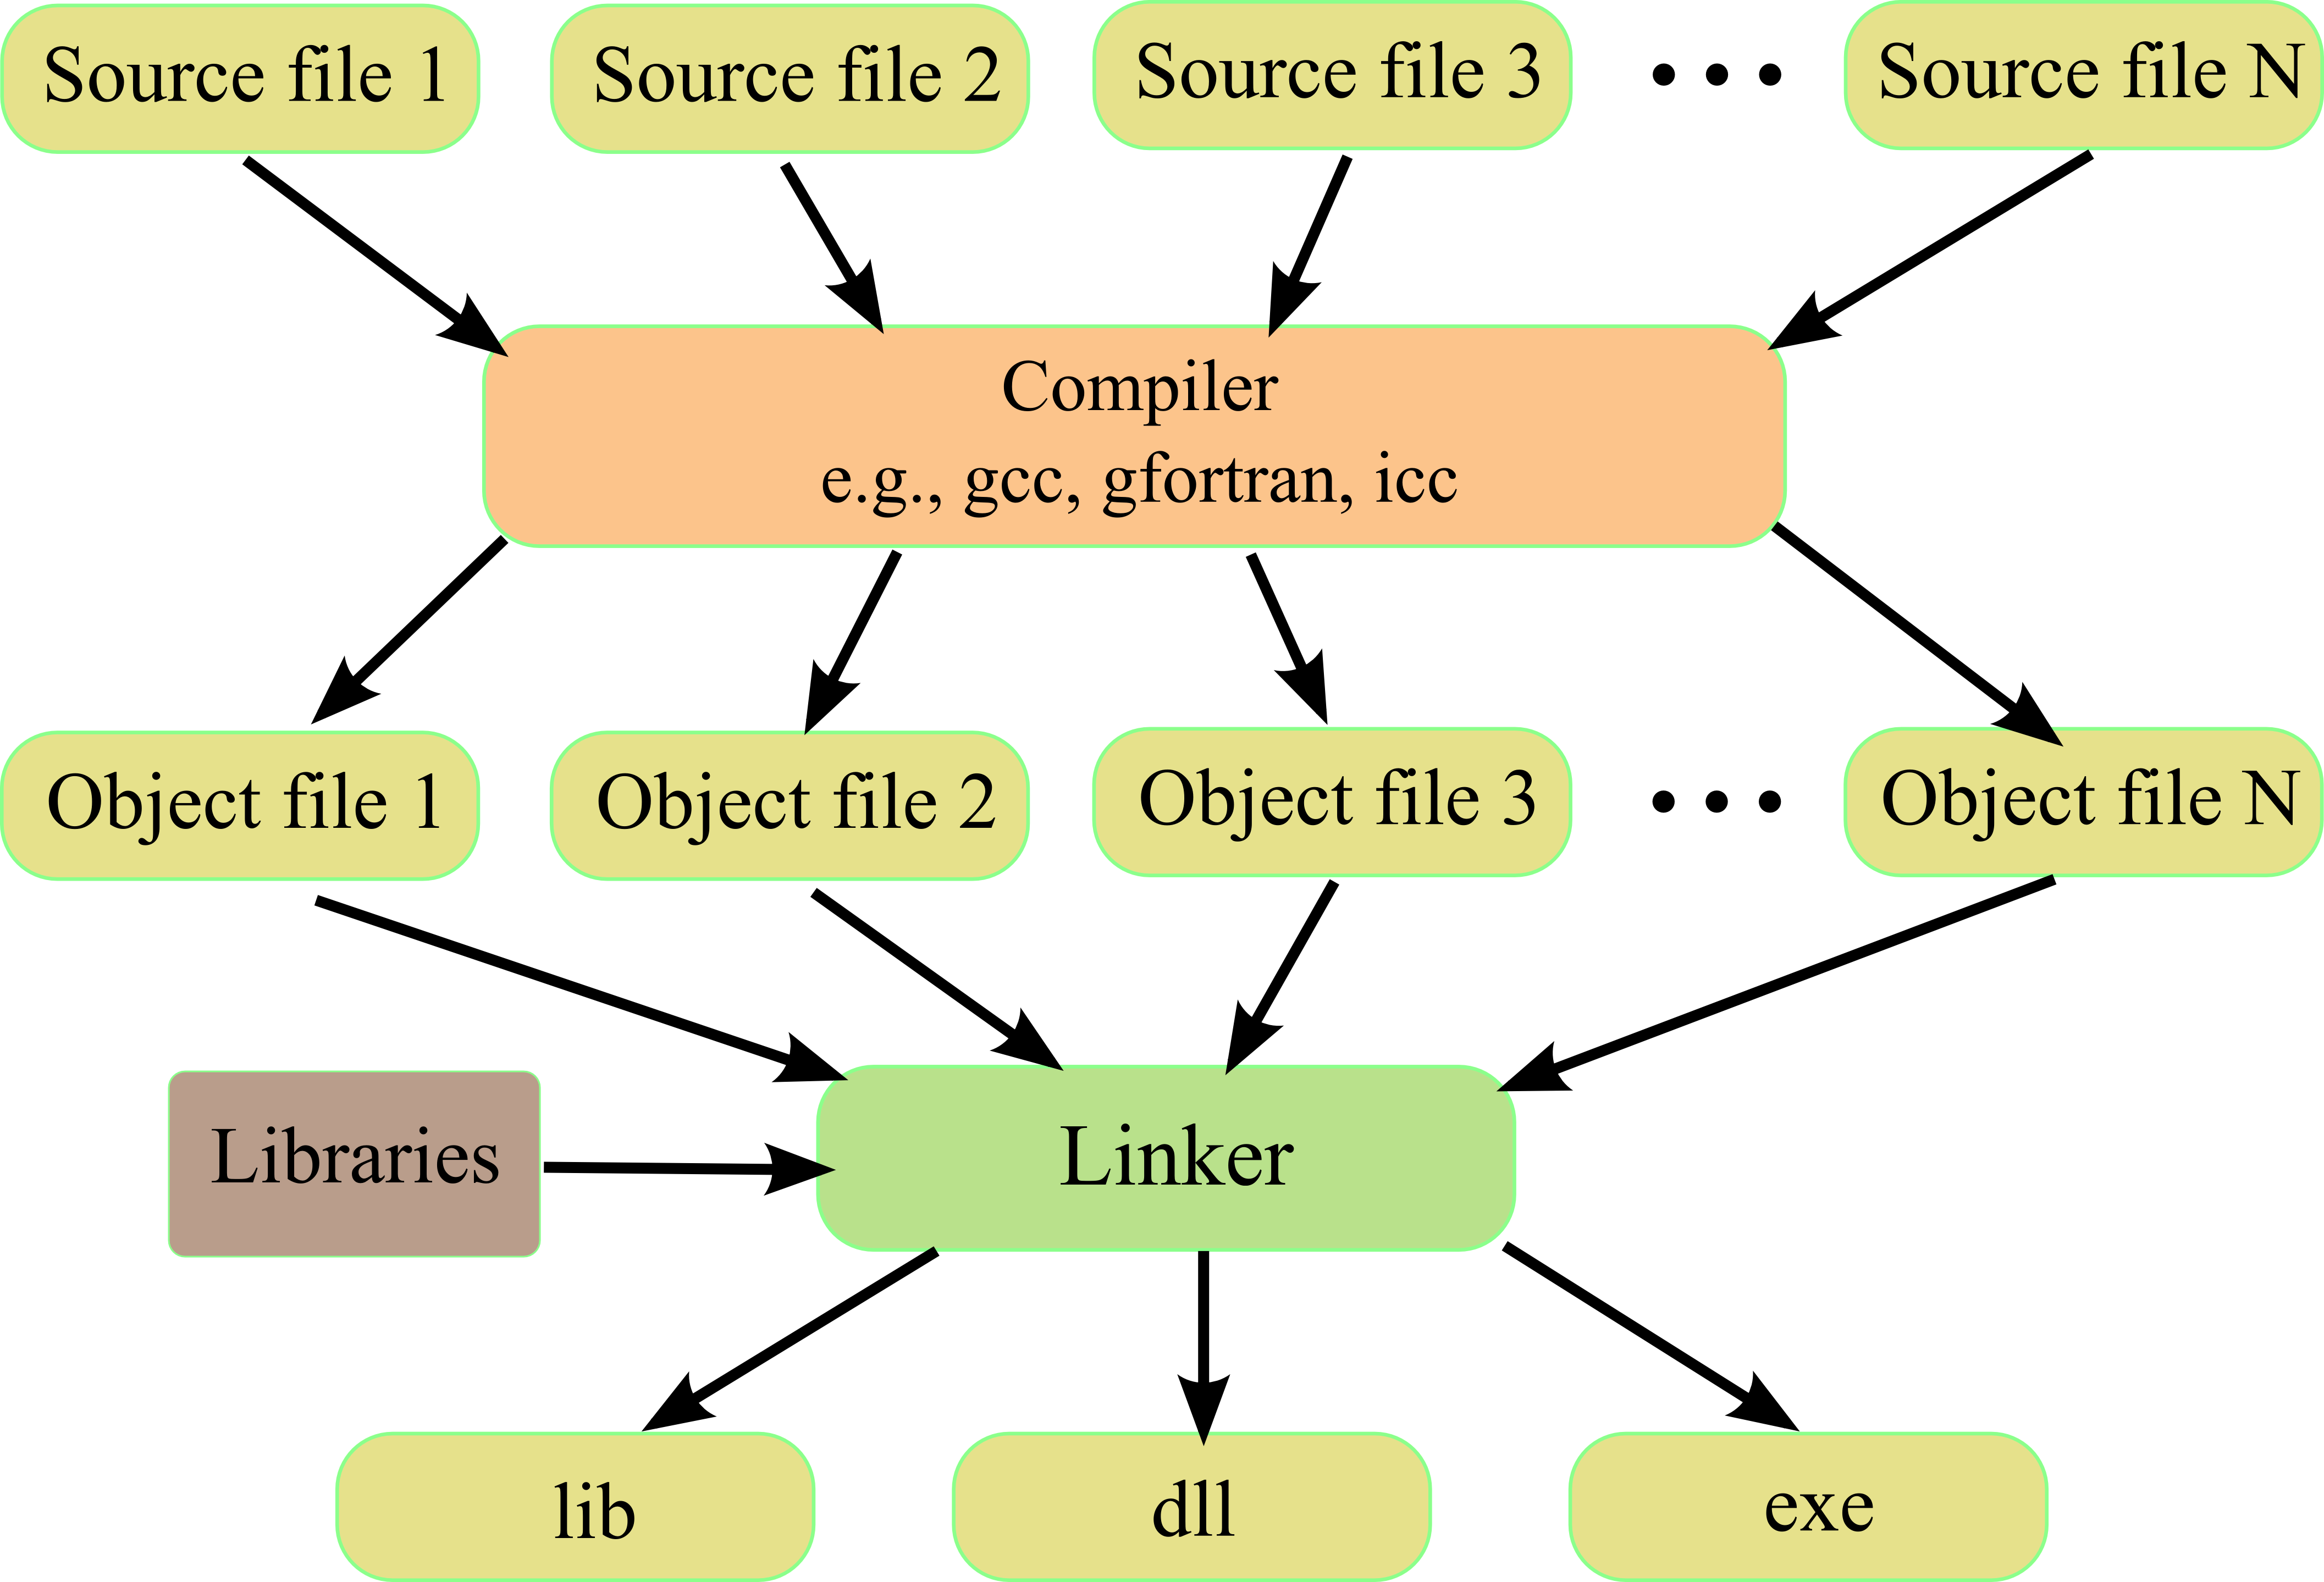 Source file 1
Source file 2
Source file 3
Source file N
Compiler
e.g., gcc, gfortran, icc
Object file 1
Object file 2
Object file 3
Object file N
Libraries
Linker
lib
dll
exe